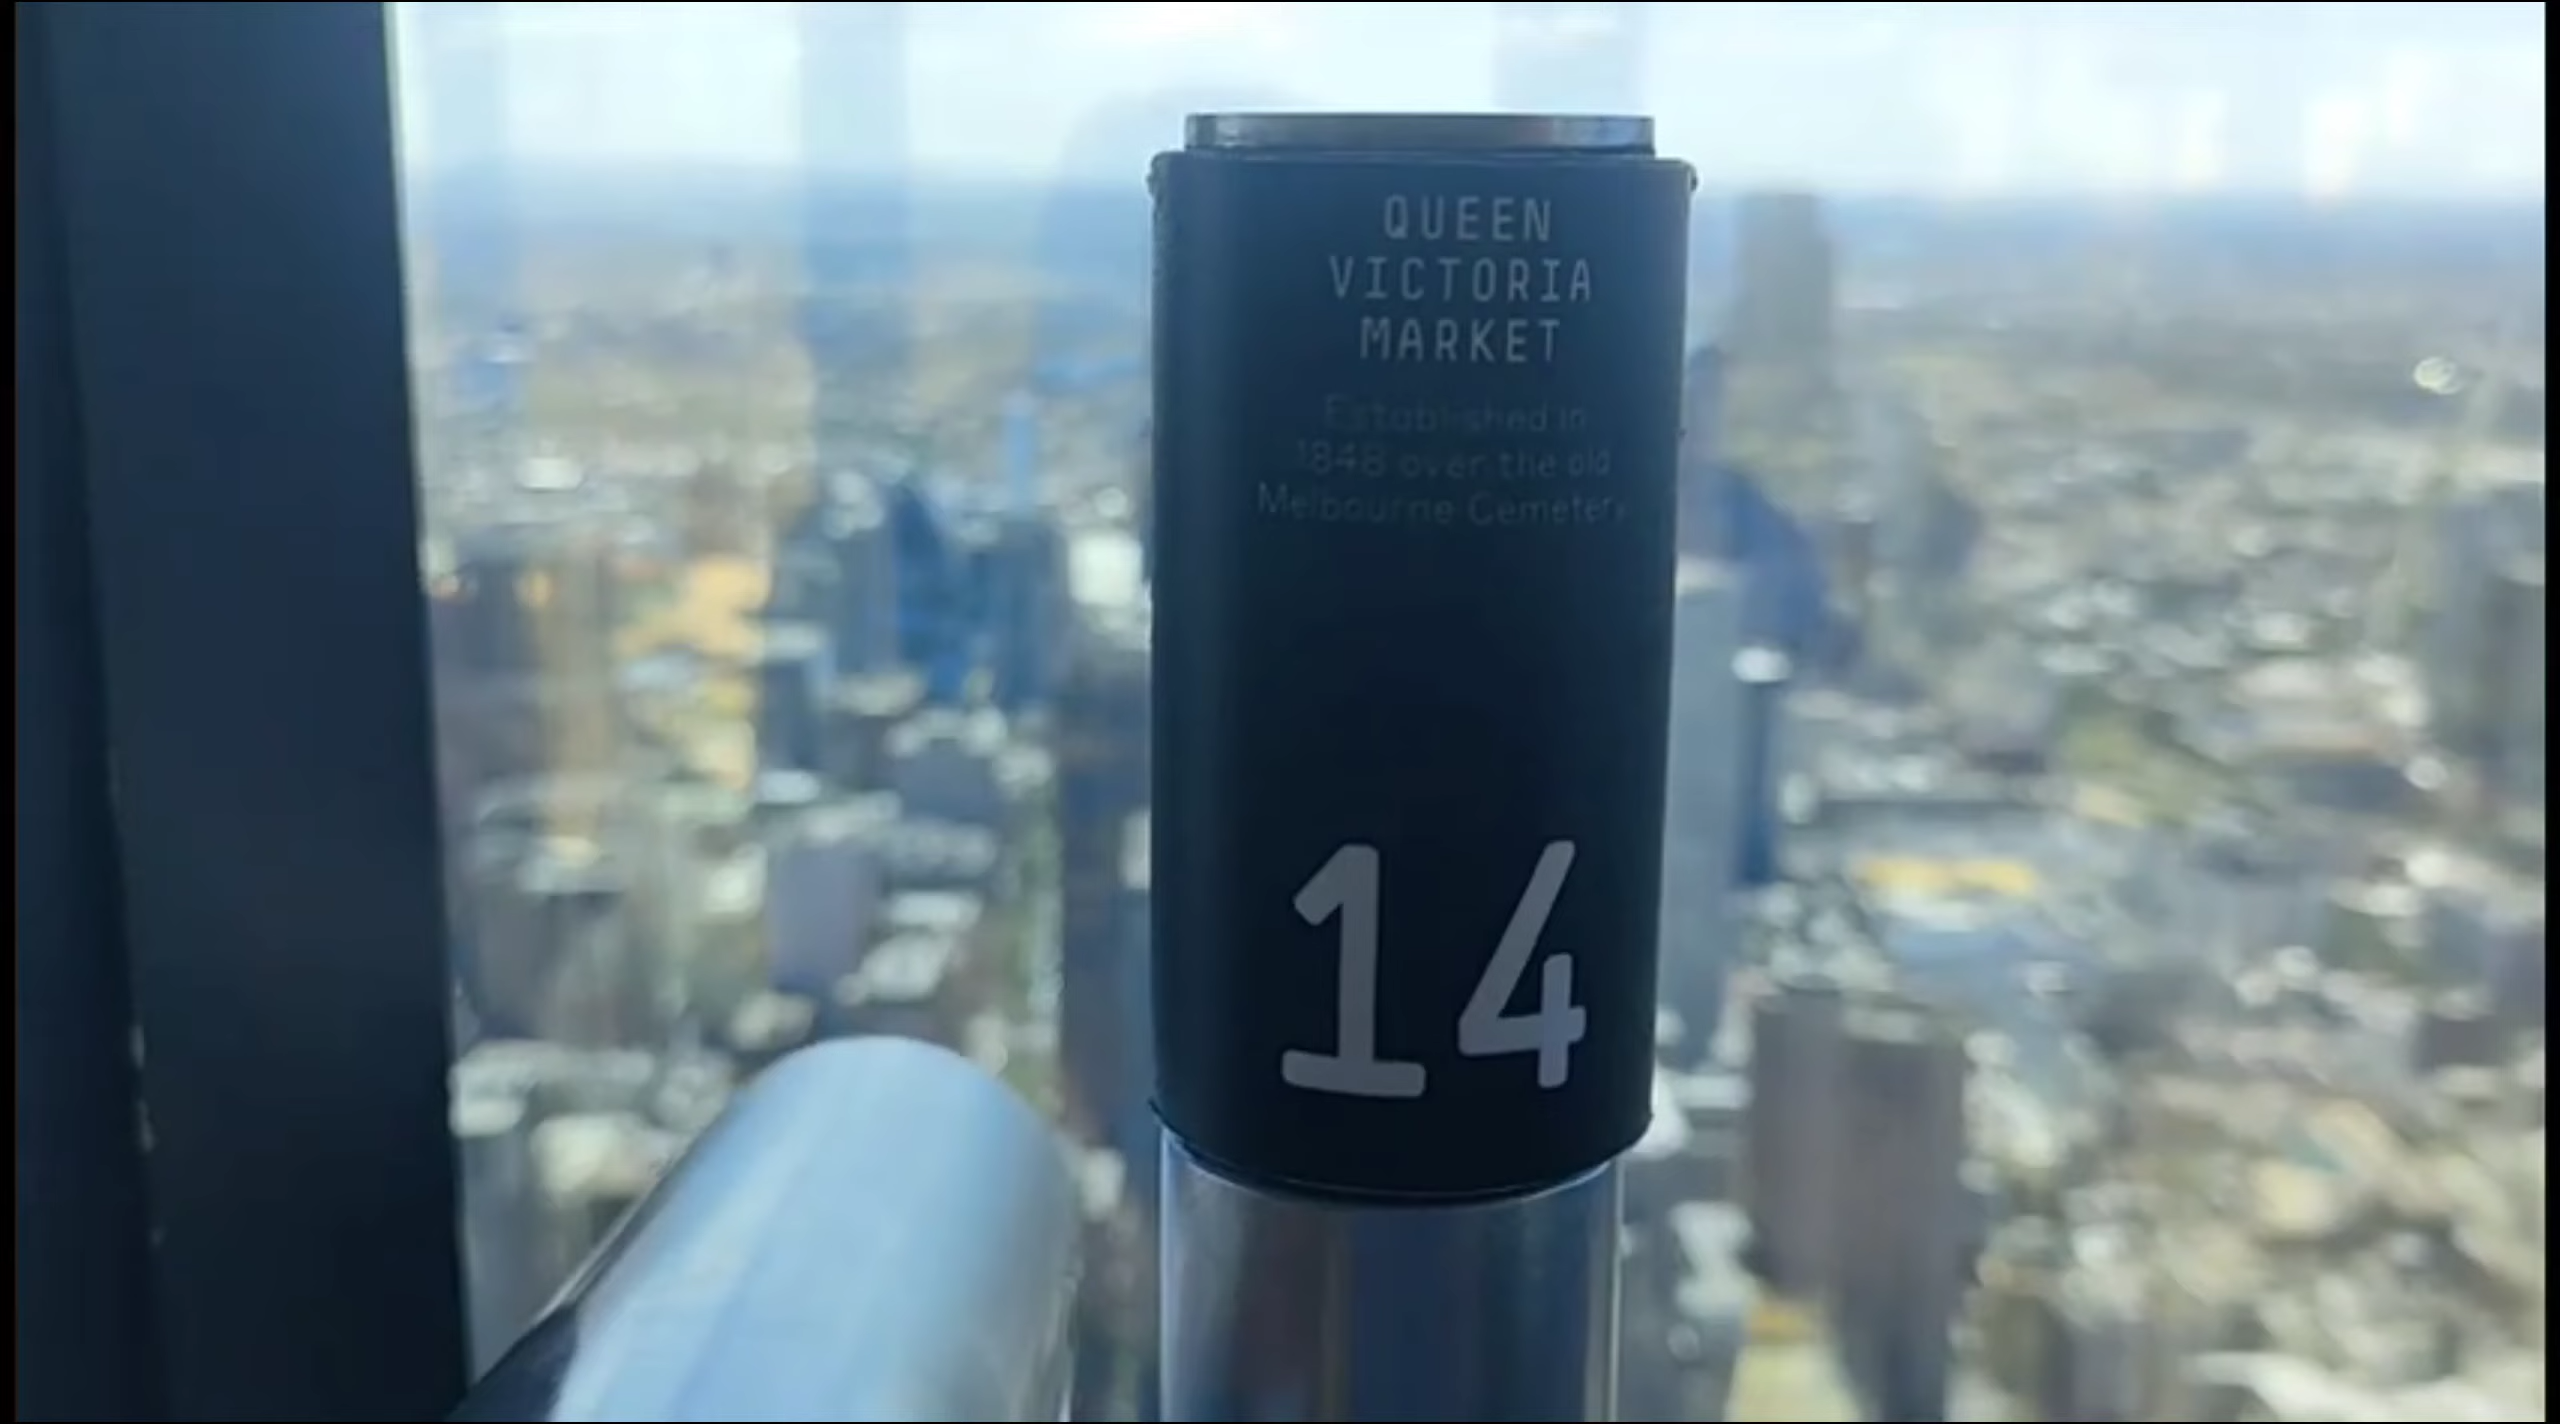 QUEEN
VICTORIA
MARKET
Established in
1848 over the old
Melbourne Cemetery
14